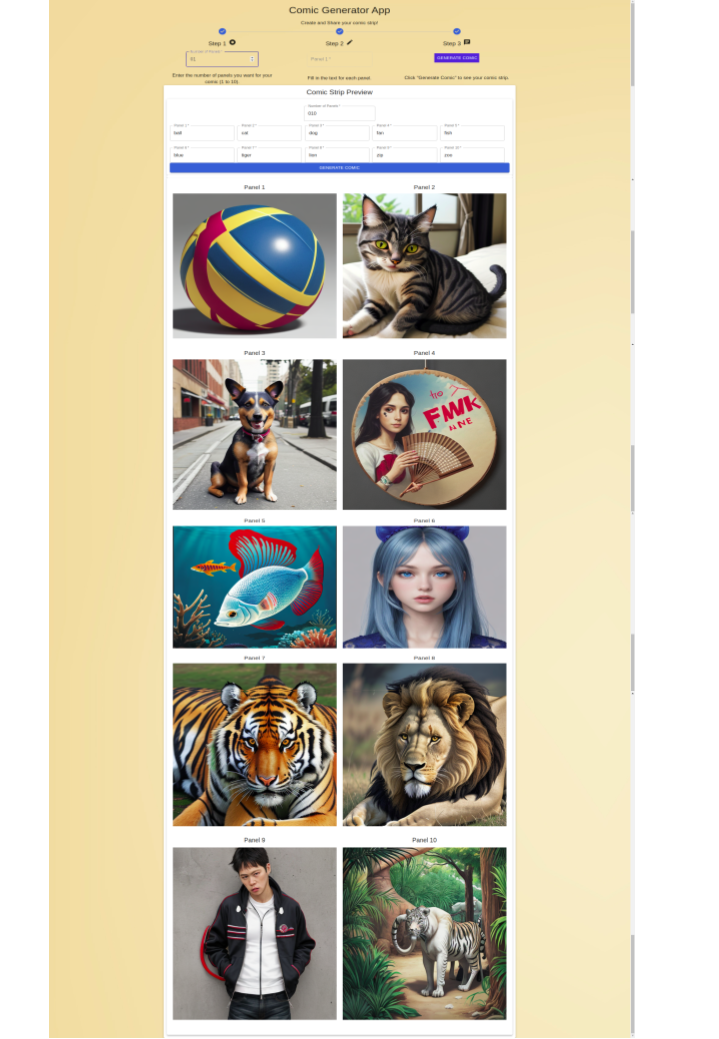 Comic Generator App
Create and Share your comic strip!
Step 1
Step 2
Step 3
Number of Panels
Panel 1 *
GENERATE COMIC
Enter the number of panels you want for your
comic (1 to 10).
Fill in the text for each panel.
Click "Generate Comic" to see your comic strip.
Comic Strip Preview
Number of Panels *
010
Panel 1 * Panel 2 * Panel 3 * Panel 4 * Panel 5 *
ball cat dog fan fish
Panel 6 * Panel 7 * Panel 8 * Panel 9 * Panel 10 *
blue tiger lion zip zoo
GENERATE COMIC
Panel 1
Panel 2
Panel 3
Panel 4
FWK
Panel 5
Panel 6
Panel 7
Panel 8
Panel 9
Panel 10